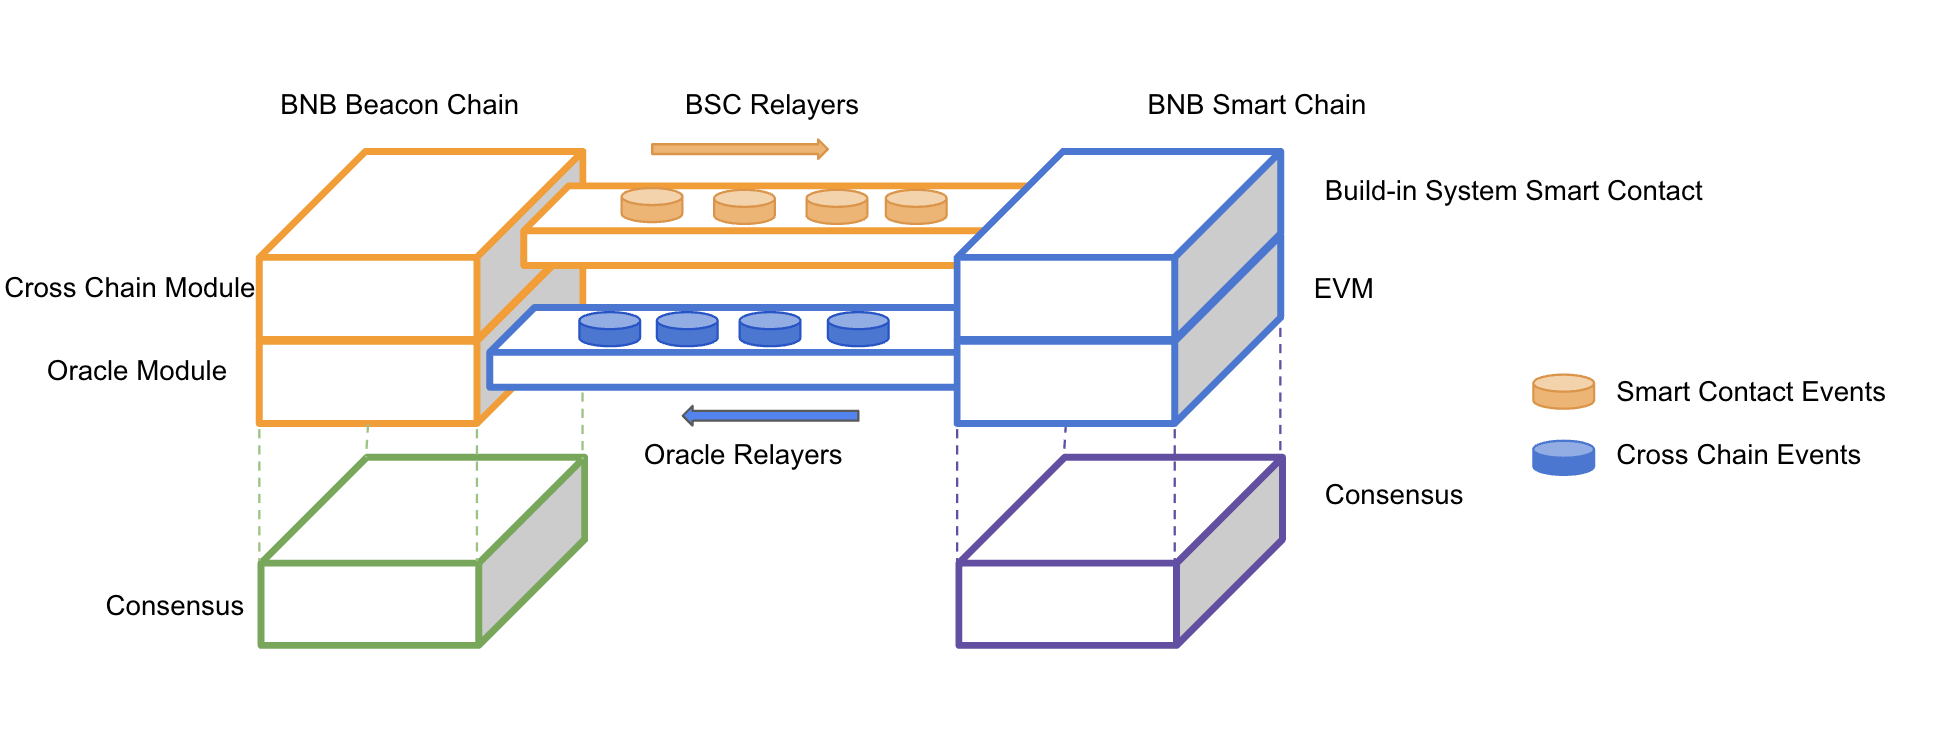 BNB Beacon Chain
BSC Relayers
BNB Smart Chain
Build-in System Smart Contact
Cross Chain Module
EVM
Oracle Module
Smart Contact Events
Oracle Relayers
Cross Chain Events
Consensus
Consensus